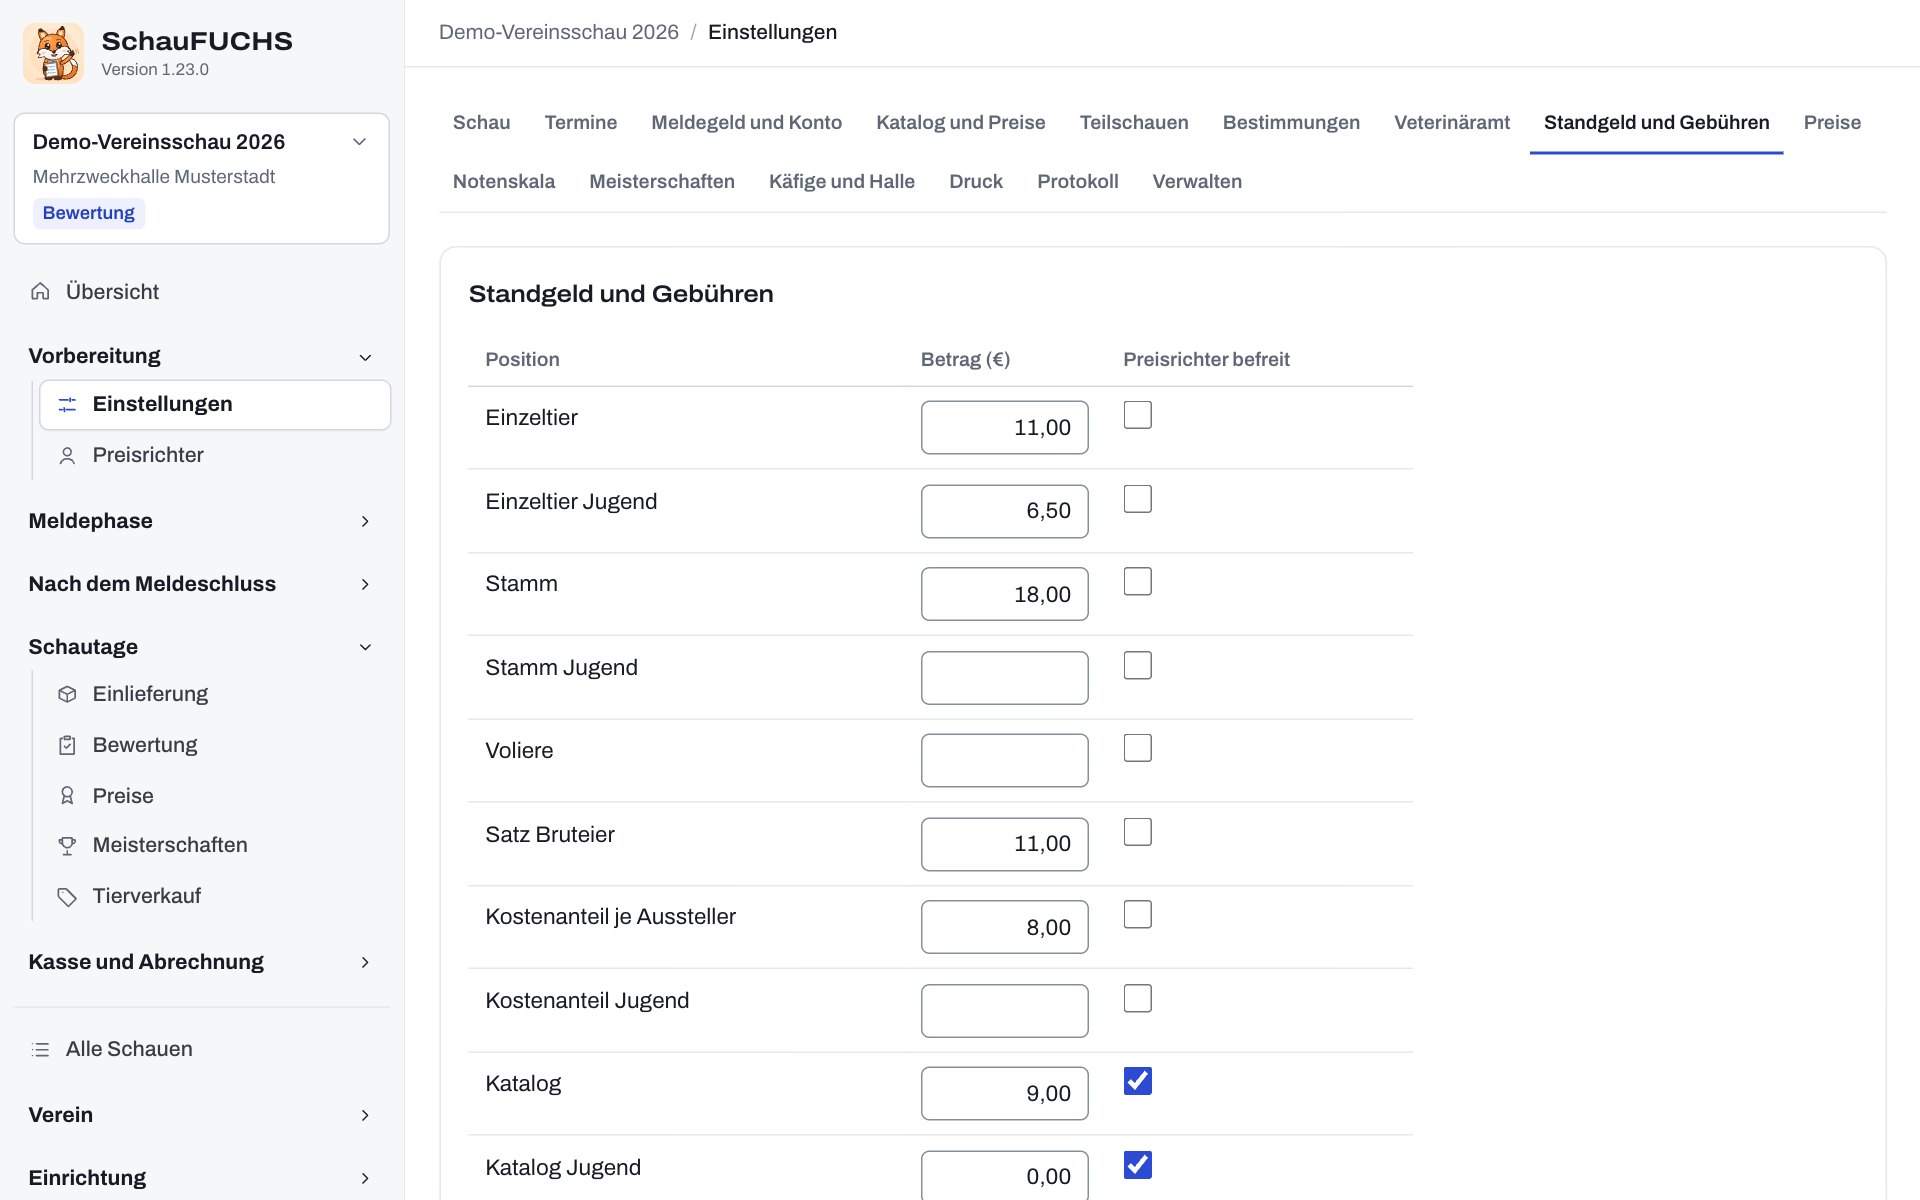 SchauFUCHS
Version 1.23.0
Demo-Vereinsschau 2026
Mehrzweckhalle Musterstadt
Bewertung
Übersicht
Vorbereitung
Einstellungen
Preisrichter
Meldephase
Nach dem Meldeschluss
Schautage
Einlieferung
Bewertung
Preise
Meisterschaften
Tierverkauf
Kasse und Abrechnung
Alle Schauen
Verein
Einrichtung
Demo-Vereinsschau 2026 / Einstellungen
Schau Termine Meldegeld und Konto Katalog und Preise Teilschauen Bestimmungen Veterinäramt Standgeld und Gebühren Preise
Notenskala Meisterschaften Käfige und Halle Druck Protokoll Verwalten
Standgeld und Gebühren
Position Betrag (€) Preisrichter befreit
Einzeltier 11,00
Einzeltier Jugend 6,50
Stamm 18,00
Stamm Jugend
Voliere
Satz Bruteier 11,00
Kostenanteil je Aussteller 8,00
Kostenanteil Jugend
Katalog 9,00
Katalog Jugend 0,00